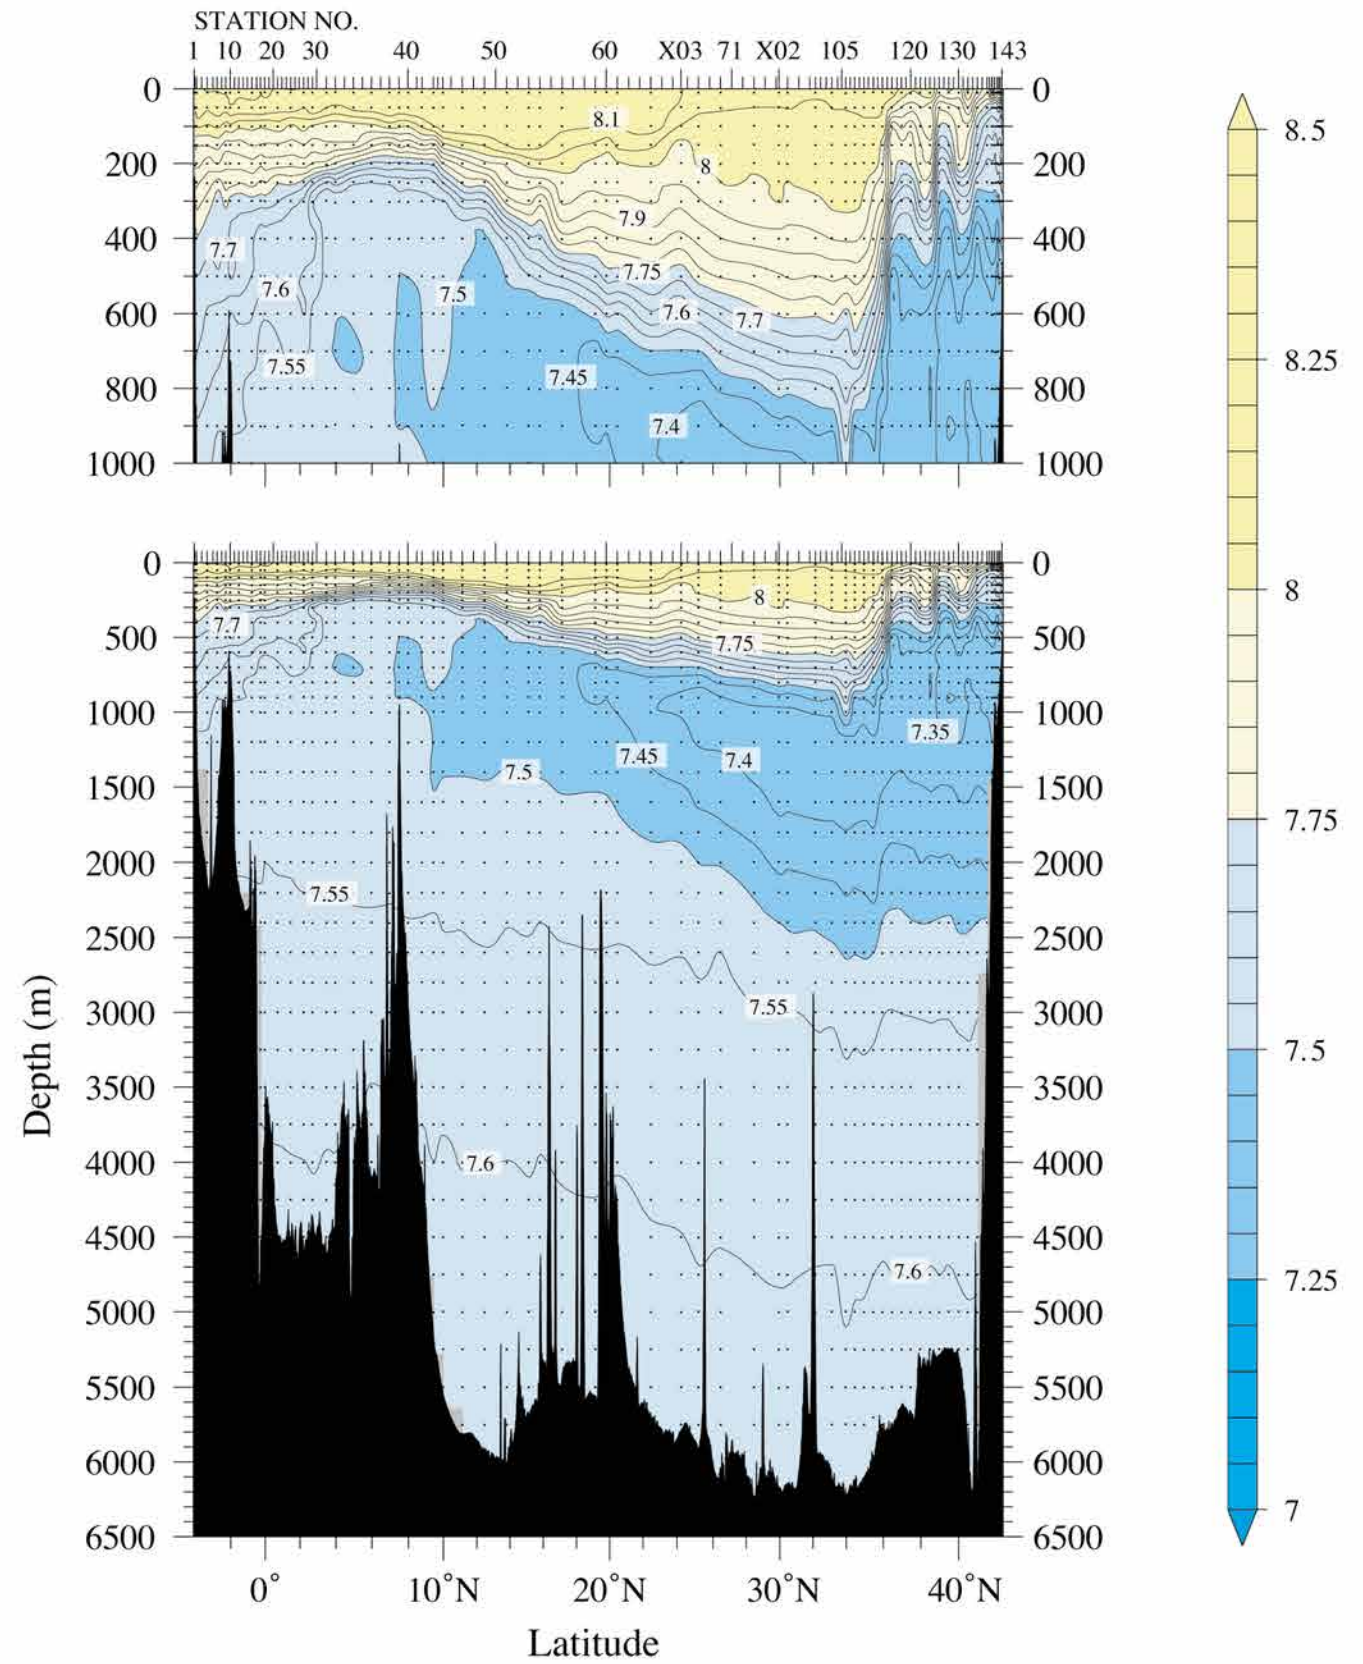 STATION NO.
1 10 20 30 40 50 60 X03 71 X02 105 120 130 143
0 0
8.1
8.5
200 8 200
7.9
400 7.7 400
7.75
7.6 7.5
600 7.6 7.7 600
7.55 7.45
8.25
800 800
7.4
1000 1000
0 0
8 8
500 7.7 7.75 500
1000 7.35 1000
7.45 7.4
7.5
1500 1500
7.75
2000 2000
7.55
2500 2500
3000 7.55 3000
7.5
3500 3500
4000 7.6 4000
4500 4500
7.6
7.25
5000 5000
5500 5500
6000 6000
7
6500 6500
Depth (m)
0° 10°N 20°N 30°N 40°N
Latitude